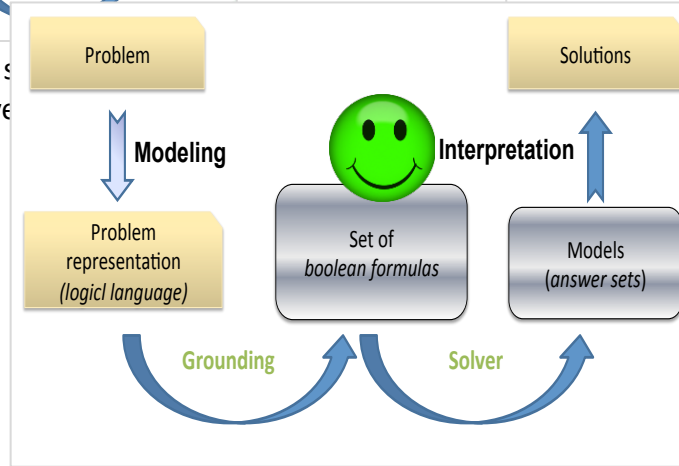 Problem
Solutions
Modeling
Interpretation
Problem
representation
(logicl language)
Set of
boolean formulas
Models
(answer sets)
Grounding
Solver